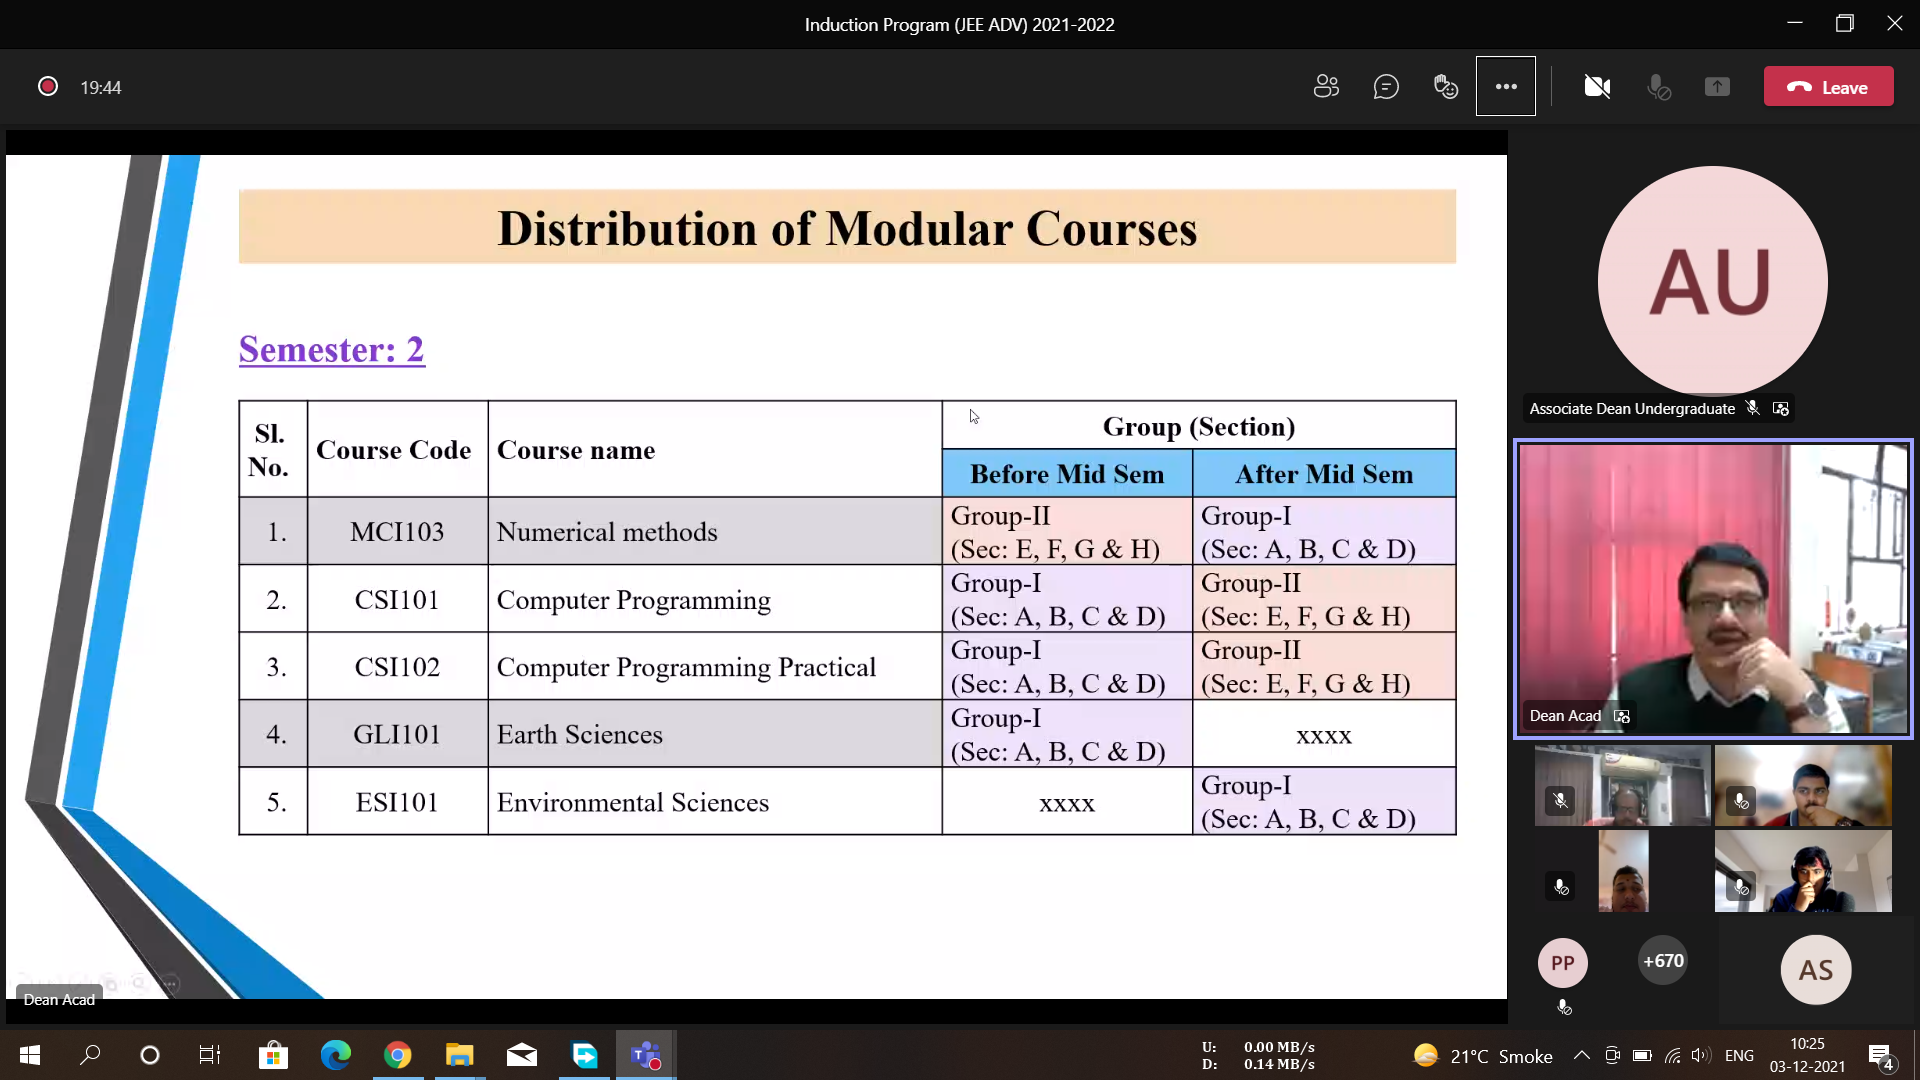 Induction Program (JEE ADV) 2021-2022
19:44
Leave
Distribution of Modular Courses
Semester: 2
Sl. No.
Course Code
Course name
Group (Section)
Before Mid Sem
After Mid Sem
1.
MCI103
Numerical methods
Group-II
(Sec: E, F, G & H)
Group-I
(Sec: A, B, C & D)
2.
CSI101
Computer Programming
Group-I
(Sec: A, B, C & D)
Group-II
(Sec: E, F, G & H)
3.
CSI102
Computer Programming Practical
Group-I
(Sec: A, B, C & D)
Group-II
(Sec: E, F, G & H)
4.
GLI101
Earth Sciences
Group-I
(Sec: A, B, C & D)
xxxx
5.
ESI101
Environmental Sciences
xxxx
Group-I
(Sec: A, B, C & D)
Dean Acad
AU
Associate Dean Undergraduate
Dean Acad
PP
+670
AS
U: 0.00 MB/s
D: 0.14 MB/s
21°C Smoke
ENG
10:25
03-12-2021
4